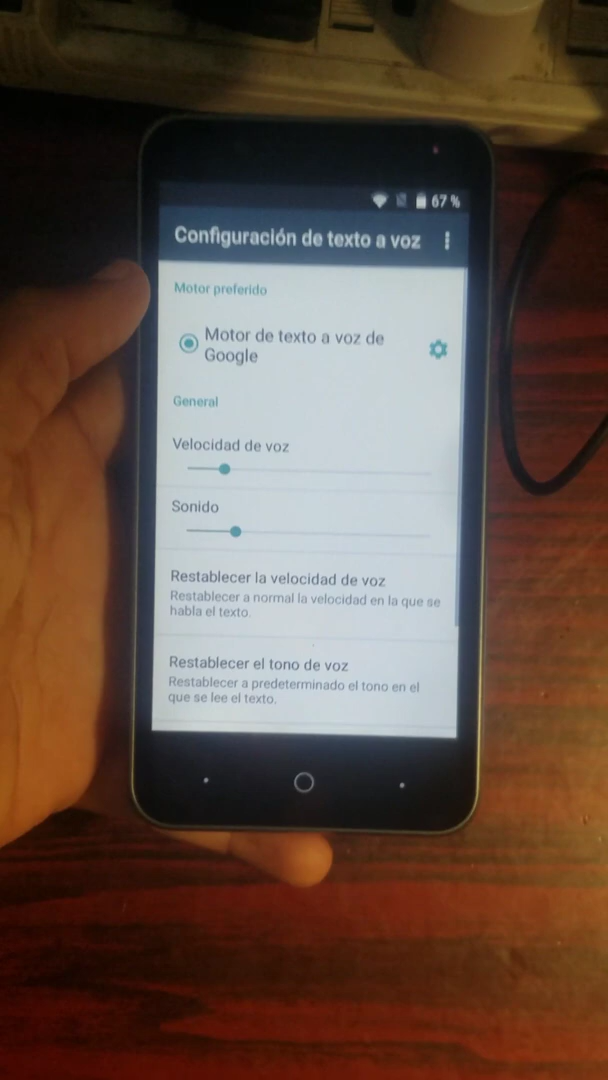 67 %
Configuración de texto a voz
Motor preferido
Motor de texto a voz de
Google
General
Velocidad de voz
Sonido
Restablecer la velocidad de voz
Restablecer a normal la velocidad en la que se
habla el texto.
Restablecer el tono de voz
Restablecer a predeterminado el tono en el
que se lee el texto.